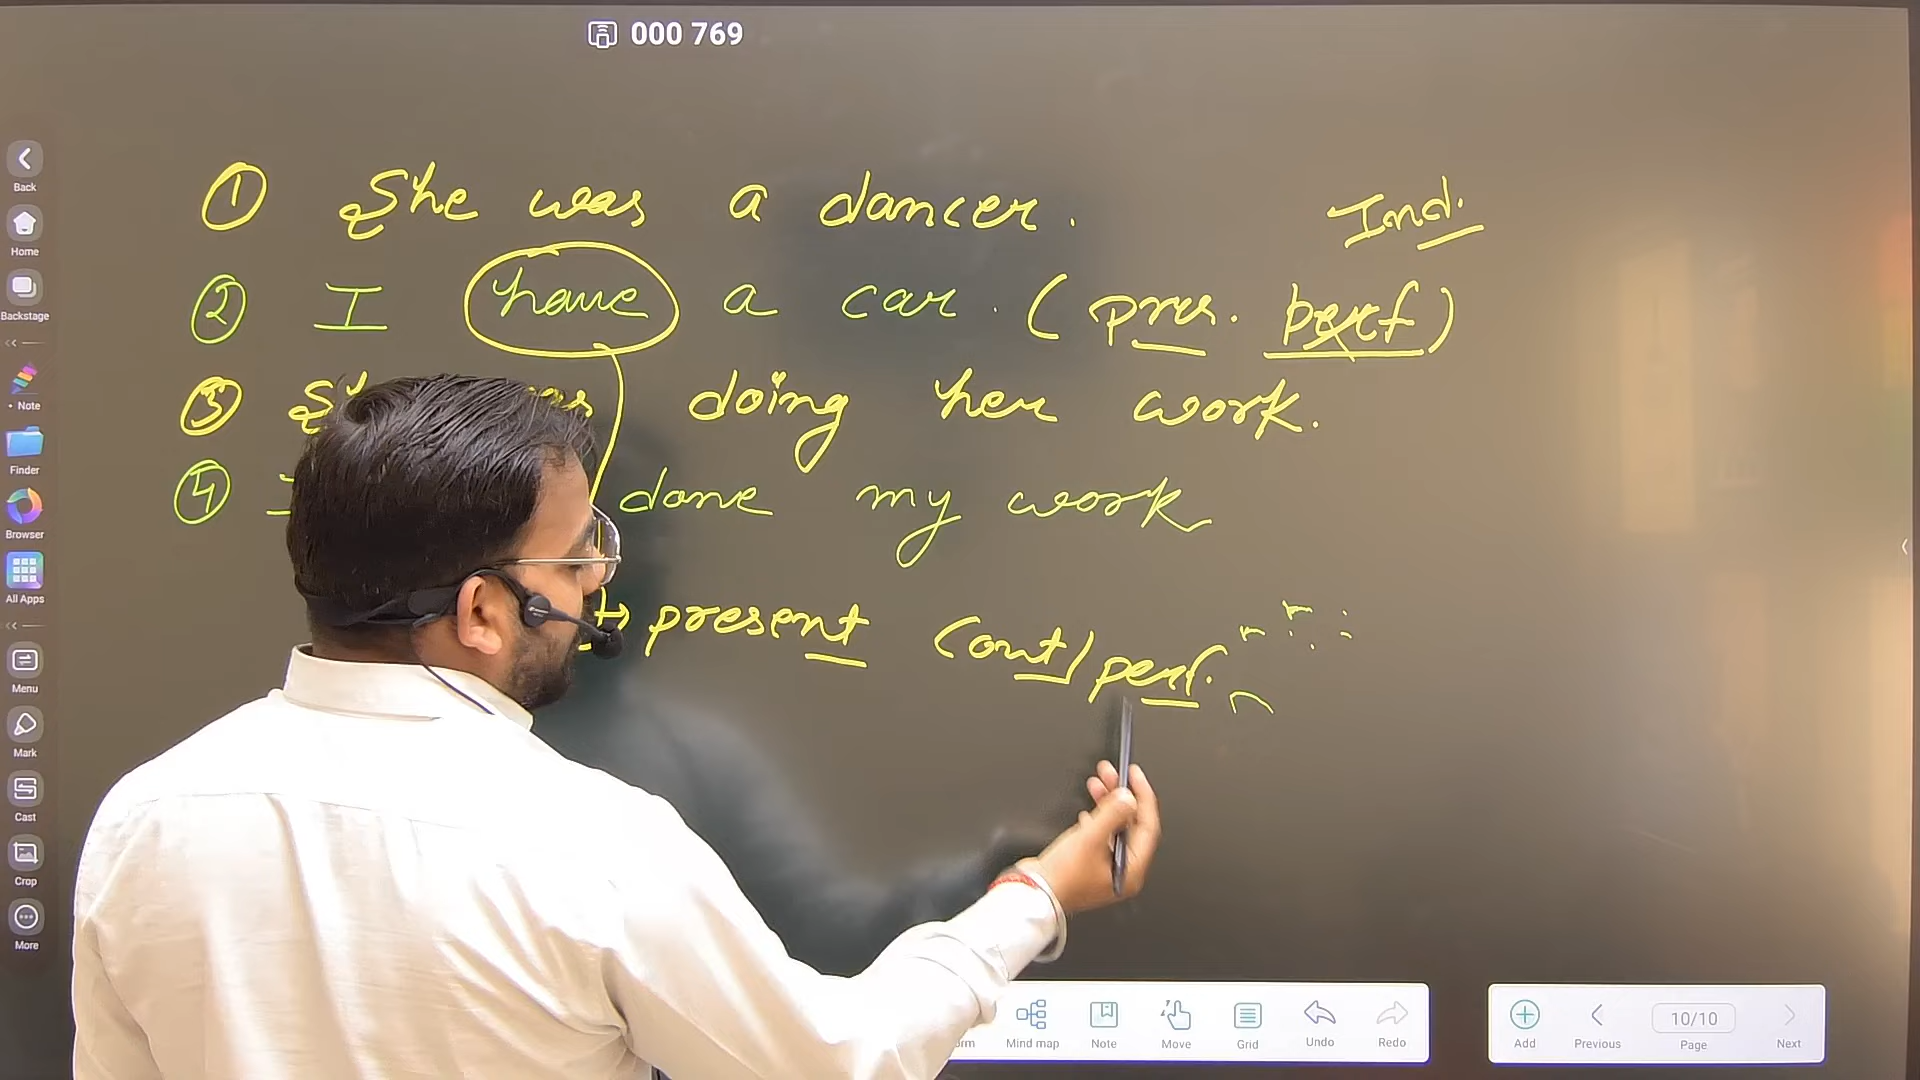 000 769
① She was a dancer. Ind.
② I have a car. (pres. perf)
③ doing her work.
④ I done my work
↳ present Cont/perf.
Back
Home
Backstage
Note
Finder
Browser
All Apps
Menu
Mark
Cast
Crop
More
Mind map Note Move Grid Undo Redo
Add Previous 10/10 Page Next